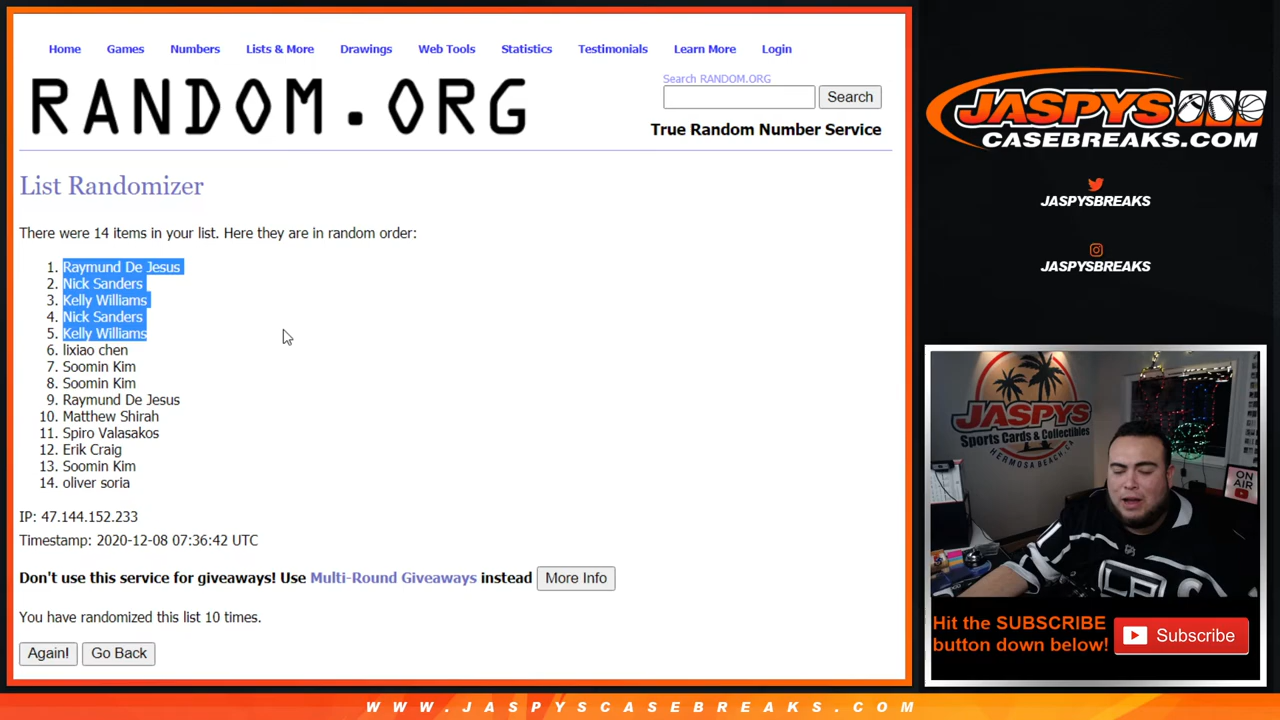 Home Games Numbers Lists & More Drawings Web Tools Statistics Testimonials Learn More Login
RANDOM.ORG
Search RANDOM.ORG
Search
True Random Number Service
List Randomizer
There were 14 items in your list. Here they are in random order:
1. Raymund De Jesus
2. Nick Sanders
3. Kelly Williams
4. Nick Sanders
5. Kelly Williams
6. lixiao chen
7. Soomin Kim
8. Soomin Kim
9. Raymund De Jesus
10. Matthew Shirah
11. Spiro Valasakos
12. Erik Craig
13. Soomin Kim
14. oliver soria
IP: 47.144.152.233
Timestamp: 2020-12-08 07:36:42 UTC
Don't use this service for giveaways! Use Multi-Round Giveaways instead More Info
You have randomized this list 10 times.
Again! Go Back
JASPYS
CASEBREAKS.COM
JASPYSBREAKS
JASPYSBREAKS
JASPYS
Sports Cards & Collectibles
HERMOSA BEACH, CA
ON
AIR
LA
Hit the SUBSCRIBE
button down below!
Subscribe
WWW.JASPYSCASEBREAKS.COM